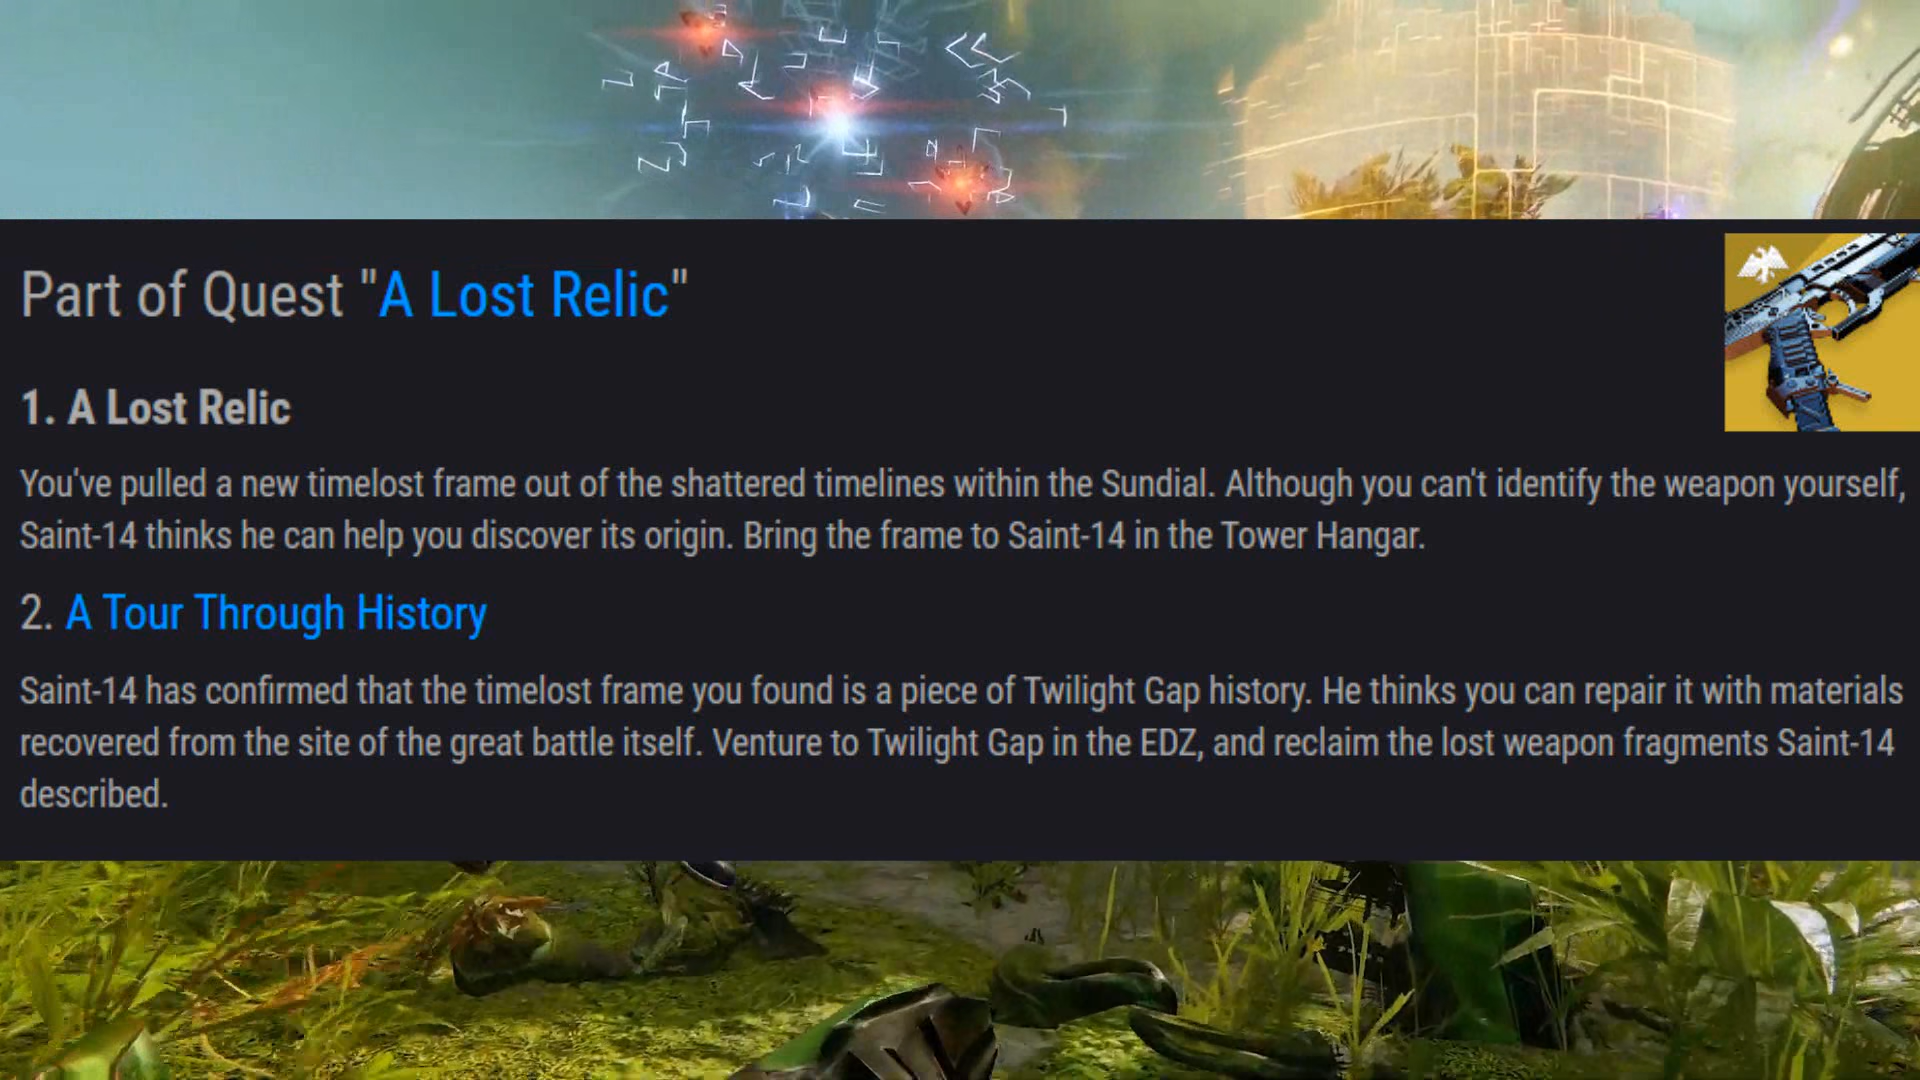 Part of Quest "A Lost Relic"
1. A Lost Relic
You've pulled a new timelost frame out of the shattered timelines within the Sundial. Although you can't identify the weapon yourself,
Saint-14 thinks he can help you discover its origin. Bring the frame to Saint-14 in the Tower Hangar.
2. A Tour Through History
Saint-14 has confirmed that the timelost frame you found is a piece of Twilight Gap history. He thinks you can repair it with materials
recovered from the site of the great battle itself. Venture to Twilight Gap in the EDZ, and reclaim the lost weapon fragments Saint-14
described.